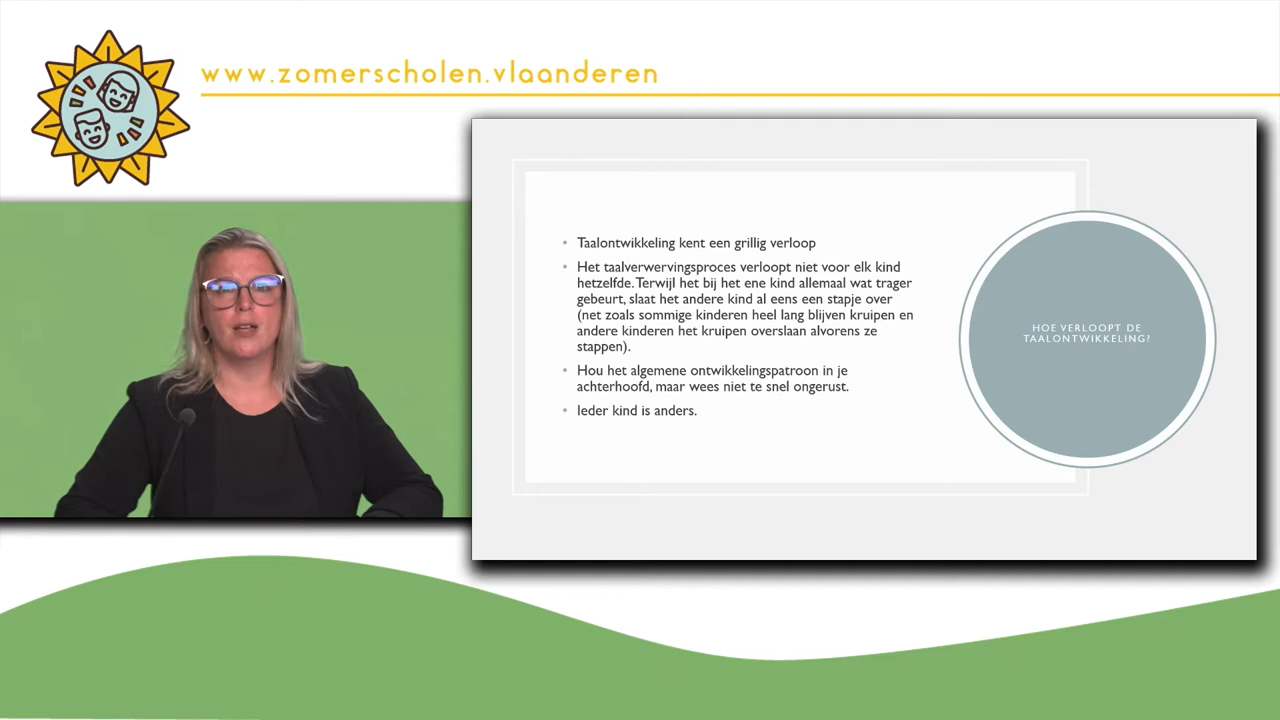 www.zomerscholen.vlaanderen
• Taalontwikkeling kent een grillig verloop
• Het taalverwervingsproces verloopt niet voor elk kind
hetzelfde. Terwijl het bij het ene kind allemaal wat trager
gebeurt, slaat het andere kind al eens een stapje over
(net zoals sommige kinderen heel lang blijven kruipen en
andere kinderen het kruipen overslaan alvorens ze
stappen).
• Hou het algemene ontwikkelingspatroon in je
achterhoofd, maar wees niet te snel ongerust.
• Ieder kind is anders.
HOE VERLOOPT DE
TAALONTWIKKELING?